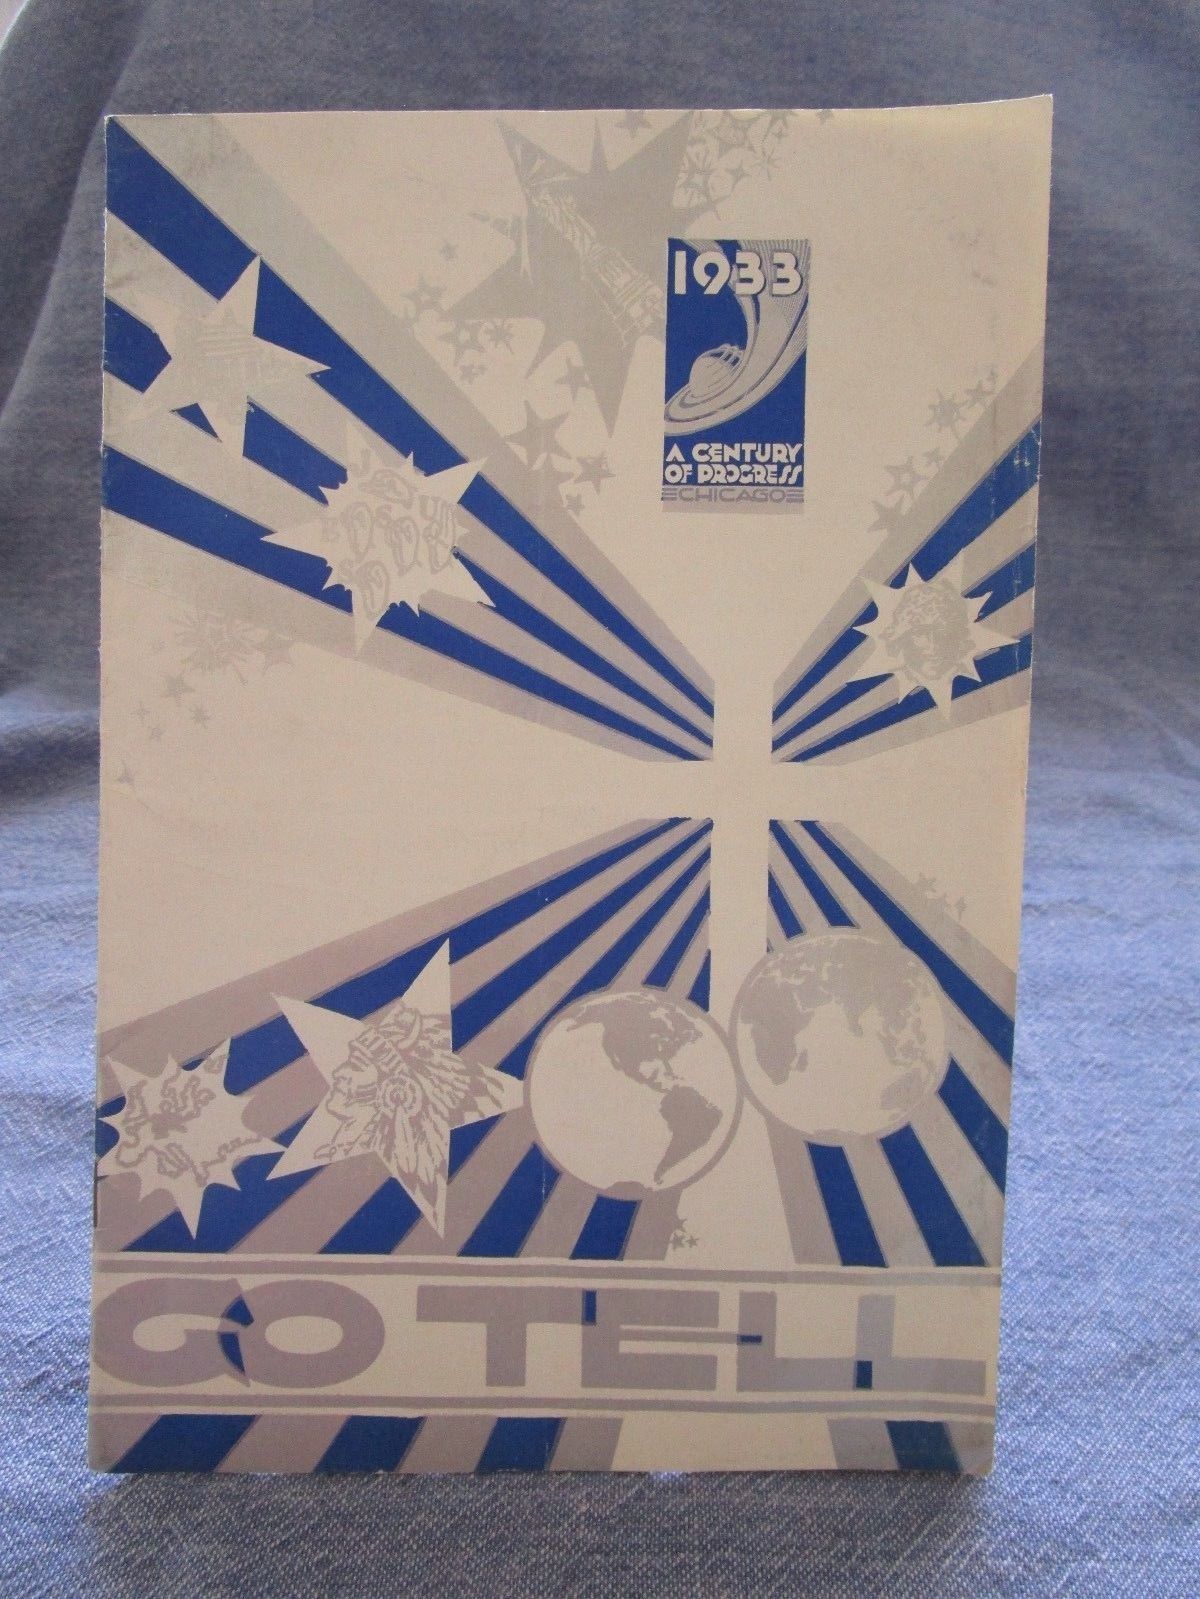 1933
A CENTURY
OF PROGRESS
CHICAGO
GO TELL